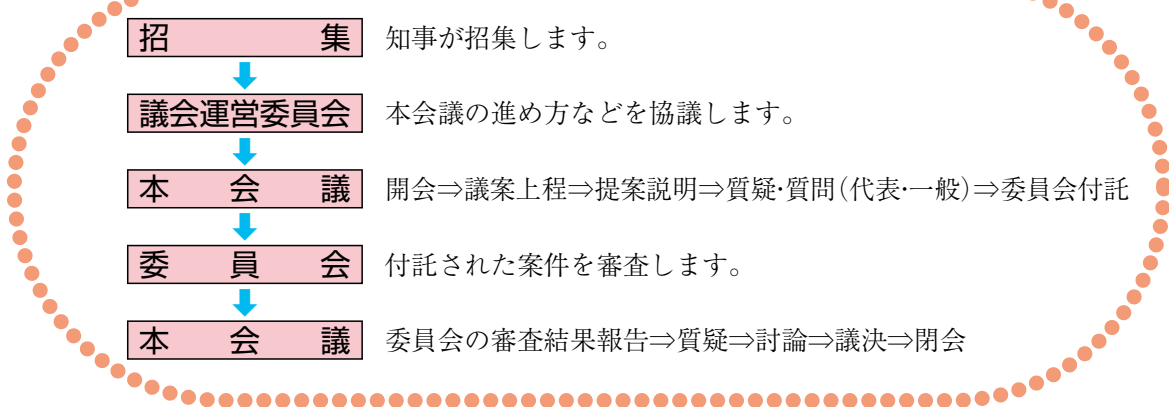 招集 知事が招集します。
議会運営委員会 本会議の進め方などを協議します。
本会議 開会⇒議案上程⇒提案説明⇒質疑・質問(代表・一般)⇒委員会付託
委員会 付託された案件を審査します。
本会議 委員会の審査結果報告⇒質疑⇒討論⇒議決⇒閉会